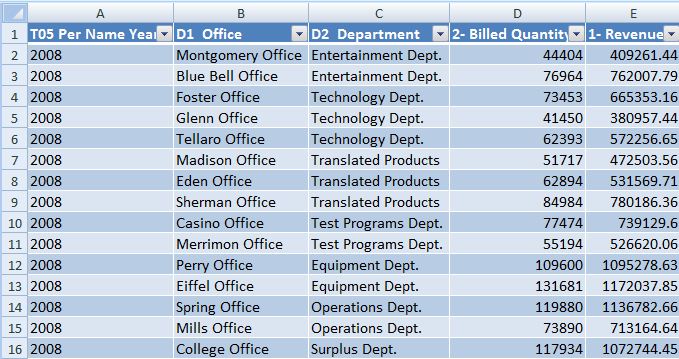 A B C D E
1 T05 Per Name Year D1 Office D2 Department 2- Billed Quantity 1- Revenue
2 2008 Montgomery Office Entertainment Dept. 44404 409261.44
3 2008 Blue Bell Office Entertainment Dept. 76964 762007.79
4 2008 Foster Office Technology Dept. 73453 665353.16
5 2008 Glenn Office Technology Dept. 41450 380957.44
6 2008 Tellaro Office Technology Dept. 62393 572256.65
7 2008 Madison Office Translated Products 51717 472503.56
8 2008 Eden Office Translated Products 62894 531569.71
9 2008 Sherman Office Translated Products 84984 780186.36
10 2008 Casino Office Test Programs Dept. 77474 739129.6
11 2008 Merrimon Office Test Programs Dept. 55194 526620.06
12 2008 Perry Office Equipment Dept. 109600 1095278.63
13 2008 Eiffel Office Equipment Dept. 131681 1172037.85
14 2008 Spring Office Operations Dept. 119880 1136782.66
15 2008 Mills Office Operations Dept. 73890 713164.64
16 2008 College Office Surplus Dept. 117934 1072744.45